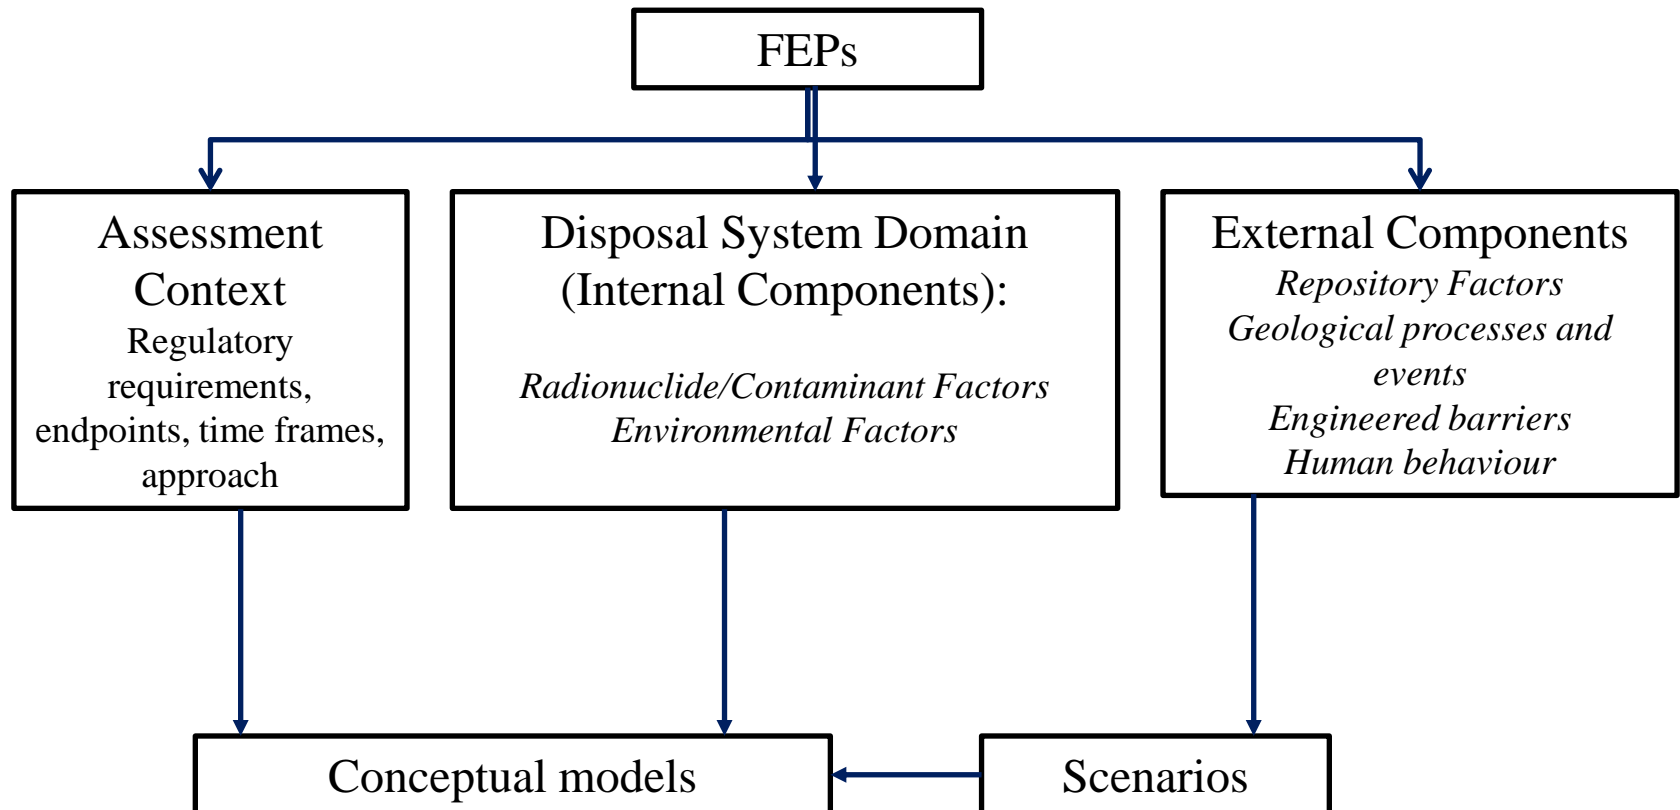 FEPs
Assessment
Context
Regulatory
requirements,
endpoints, time frames,
approach
Disposal System Domain
(Internal Components):
Radionuclide/Contaminant Factors
Environmental Factors
External Components
Repository Factors
Geological processes and
events
Engineered barriers
Human behaviour
Conceptual models
Scenarios